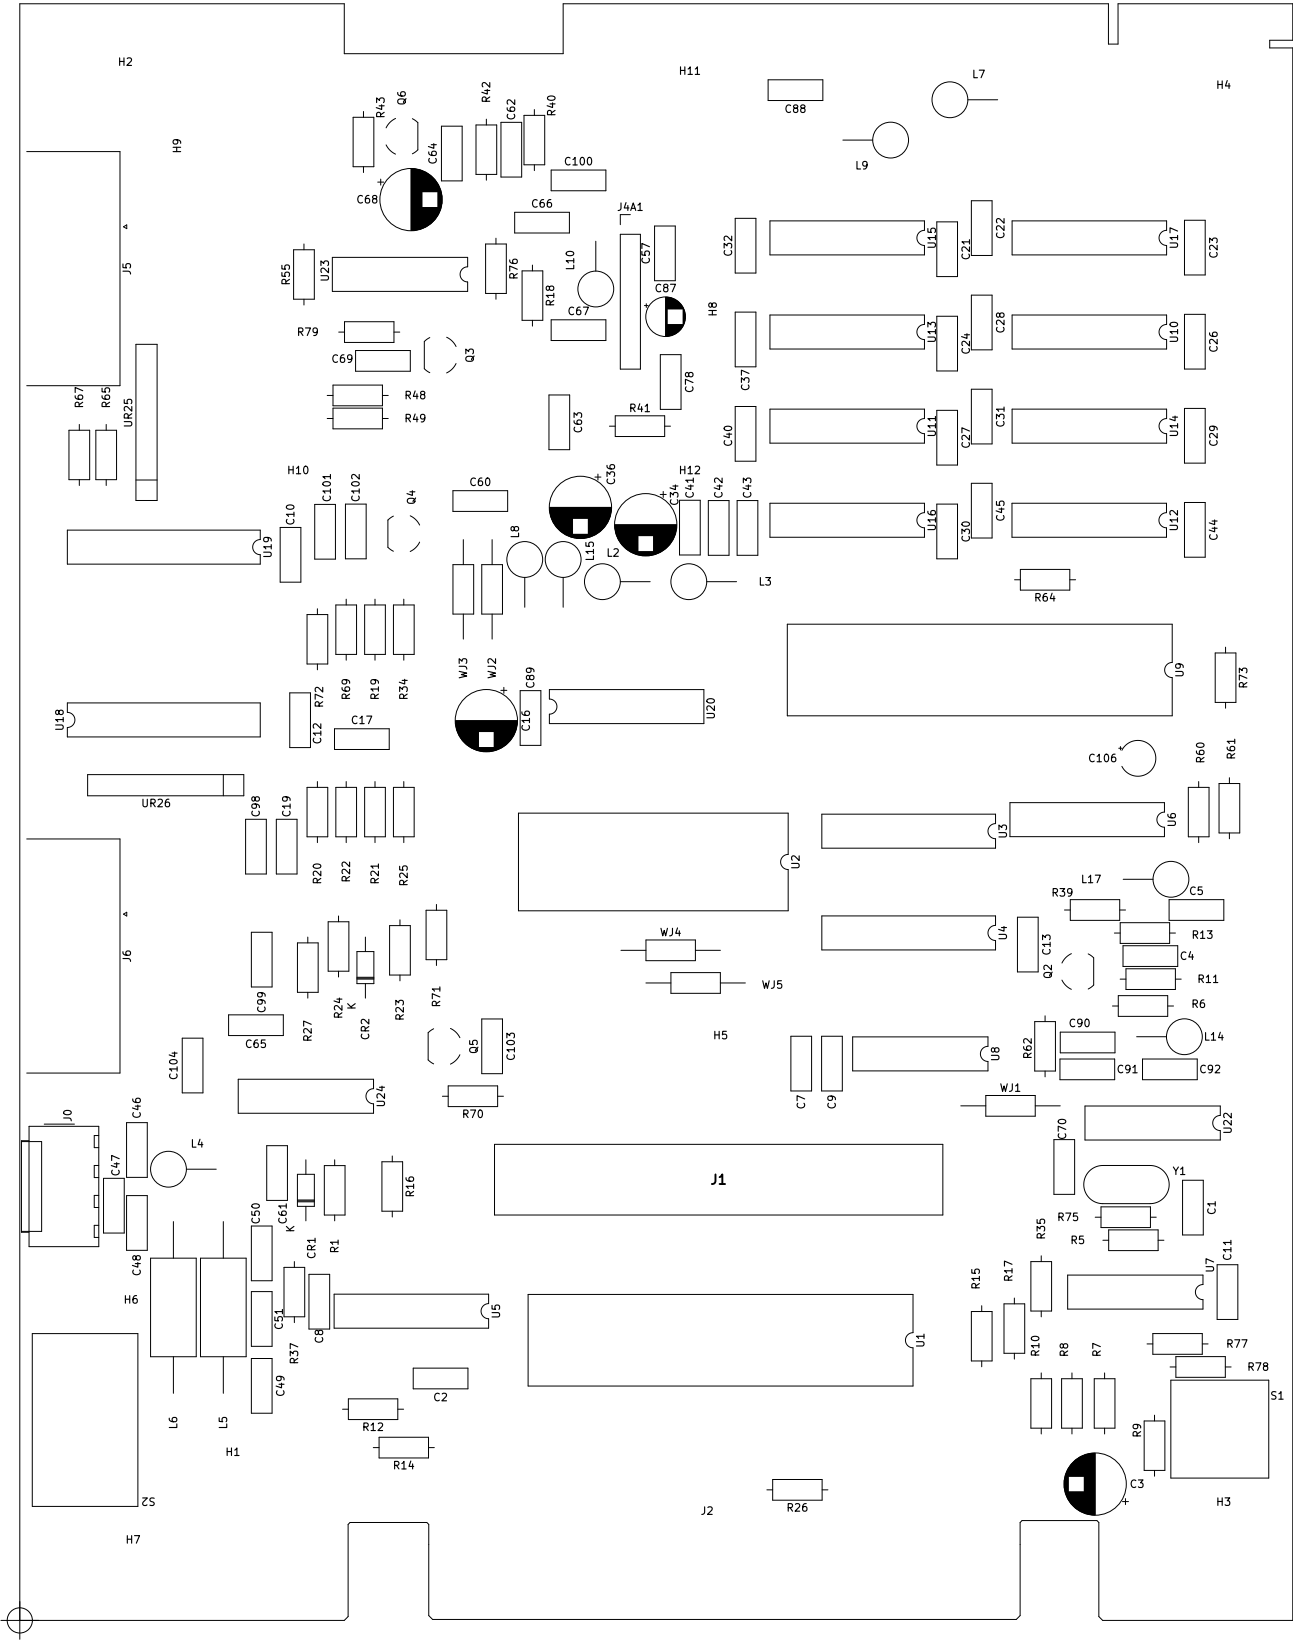 H2
H11
L7
H4
R42
Q6
R43
C62
R40
C88
H9
C64
L9
C100
+
C68
C66
J4A1
C32
U15
C21
C22
U17
C23
J5
R55
U23
R76
L10
R18
C57
C87
+
H8
C67
R79
C69
Q3
C37
U13
C24
C28
U10
C26
C78
R67
R65
UR25
R48
R49
C63
R41
C40
U11
C27
C31
U14
C29
H10
C101
C102
Q4
C60
C36
+
H12
+
C34
C41
C42
C43
U16
C30
C45
U12
C44
U19
C10
L8
L15
L2
L3
R64
WJ3
WJ2
R72
R69
R19
R34
U9
R73
U18
C12
C17
+
C16
C89
U20
C106
+
R60
R61
UR26
C98
C19
R20
R22
R21
R25
U2
U3
U6
L17
C5
R39
R13
J6
C99
R27
R24
K
CR2
R23
R71
WJ4
WJ5
U4
C13
Q2
C4
R11
R6
C65
C104
Q5
C103
H5
C7
C9
U8
R62
C90
L14
C91
C92
U24
R70
WJ1
U22
J0
C46
C47
C48
L4
C50
C61
K
CR1
R1
R16
J1
C70
Y1
C1
R75
R5
R35
H6
C51
R37
C8
U5
U1
R15
R17
U7
C11
R10
R8
R7
R77
R78
C49
C2
L6
L5
R12
S1
R9
H1
R14
S2
R26
C3
+
H3
J2
H7